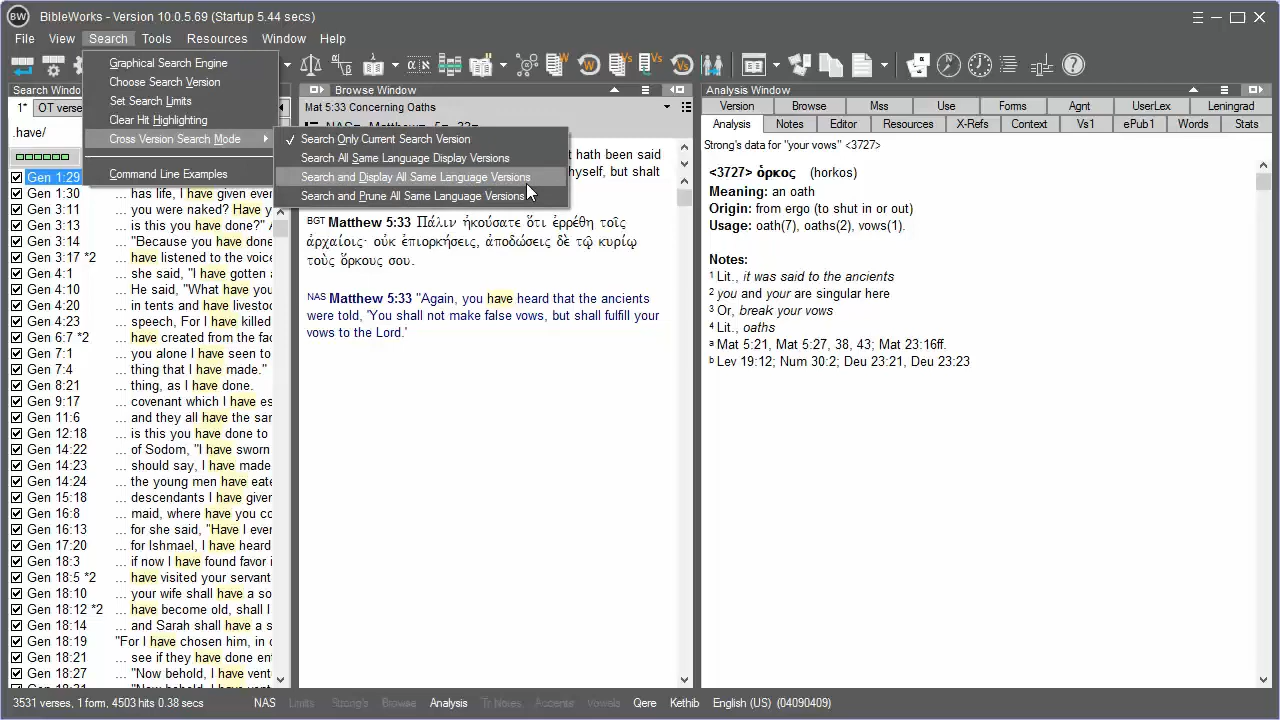 BW BibleWorks - Version 10.0.5.69 (Startup 5.44 secs)
File View Search Tools Resources Window Help
Graphical Search Engine
Choose Search Version
Set Search Limits
Clear Hit Highlighting
Cross Version Search Mode
Command Line Examples
Search Only Current Search Version
Search All Same Language Display Versions
Search and Display All Same Language Versions
Search and Prune All Same Language Versions
1* OT verse
.have/
Gen 1:29
Gen 1:30 ... has life, I have given every
Gen 3:11 ... you were naked? Have y
Gen 3:13 ... is this you have done?" A
Gen 3:14 ... "Because you have done
Gen 3:17 *2 ... have listened to the voice
Gen 4:1 ... she said, "I have gotten a
Gen 4:10 ... He said, "What have you
Gen 4:20 ... in tents and have livestoc
Gen 4:23 ... speech, For I have killed
Gen 6:7 *2 ... have created from the fac
Gen 7:1 ... you alone I have seen to
Gen 7:4 ... thing that I have made."
Gen 8:21 ... thing, as I have done.
Gen 9:17 ... covenant which I have es
Gen 11:6 ... and they all have the sar
Gen 12:18 ... is this you have done to
Gen 14:22 ... of Sodom, "I have sworn
Gen 14:23 ... should say, I have made
Gen 14:24 ... the young men have eate
Gen 15:18 ... descendants I have given
Gen 16:8 ... maid, where have you co
Gen 16:13 ... for she said, "Have I ever
Gen 17:20 ... for Ishmael, I have heard
Gen 18:3 ... if now I have found favor i
Gen 18:5 *2 ... have visited your servant
Gen 18:10 ... your wife shall have a so
Gen 18:12 *2 ... have become old, shall I
Gen 18:14 ... and Sarah shall have a s
Gen 18:19 "For I have chosen him, in o
Gen 18:21 ... see if they have done ent
Gen 18:27 ... "Now behold, I have vent
Browse Window
Mat 5:33 Concerning Oaths
t hath been said
hyself, but shalt
BGT Matthew 5:33 Πάλιν ἠκούσατε ὅτι ἐρρέθη τοῖς
ἀρχαίοις· οὐκ ἐπιορκήσεις, ἀποδώσεις δὲ τῷ κυρίῳ
τοὺς ὅρκους σου.
NAS Matthew 5:33 "Again, you have heard that the ancients
were told, 'You shall not make false vows, but shall fulfill your
vows to the Lord.'
Analysis Window
Version Browse Mss Use Forms Agnt UserLex Leningrad
Analysis Notes Editor Resources X-Refs Context Vs1 ePub1 Words Stats
Strong's data for "your vows" <3727>
<3727> ὅρκος (horkos)
Meaning: an oath
Origin: from ergo (to shut in or out)
Usage: oath(7), oaths(2), vows(1).
Notes:
1 Lit., it was said to the ancients
2 you and your are singular here
3 Or, break your vows
4 Lit., oaths
a Mat 5:21, Mat 5:27, 38, 43; Mat 23:16ff.
b Lev 19:12; Num 30:2; Deu 23:21, Deu 23:23
3531 verses, 1 form, 4503 hits 0.38 secs NAS Limits Strong's Browse Analysis Tr Notes Accents Vowels Qere Kethib English (US) (04090409)